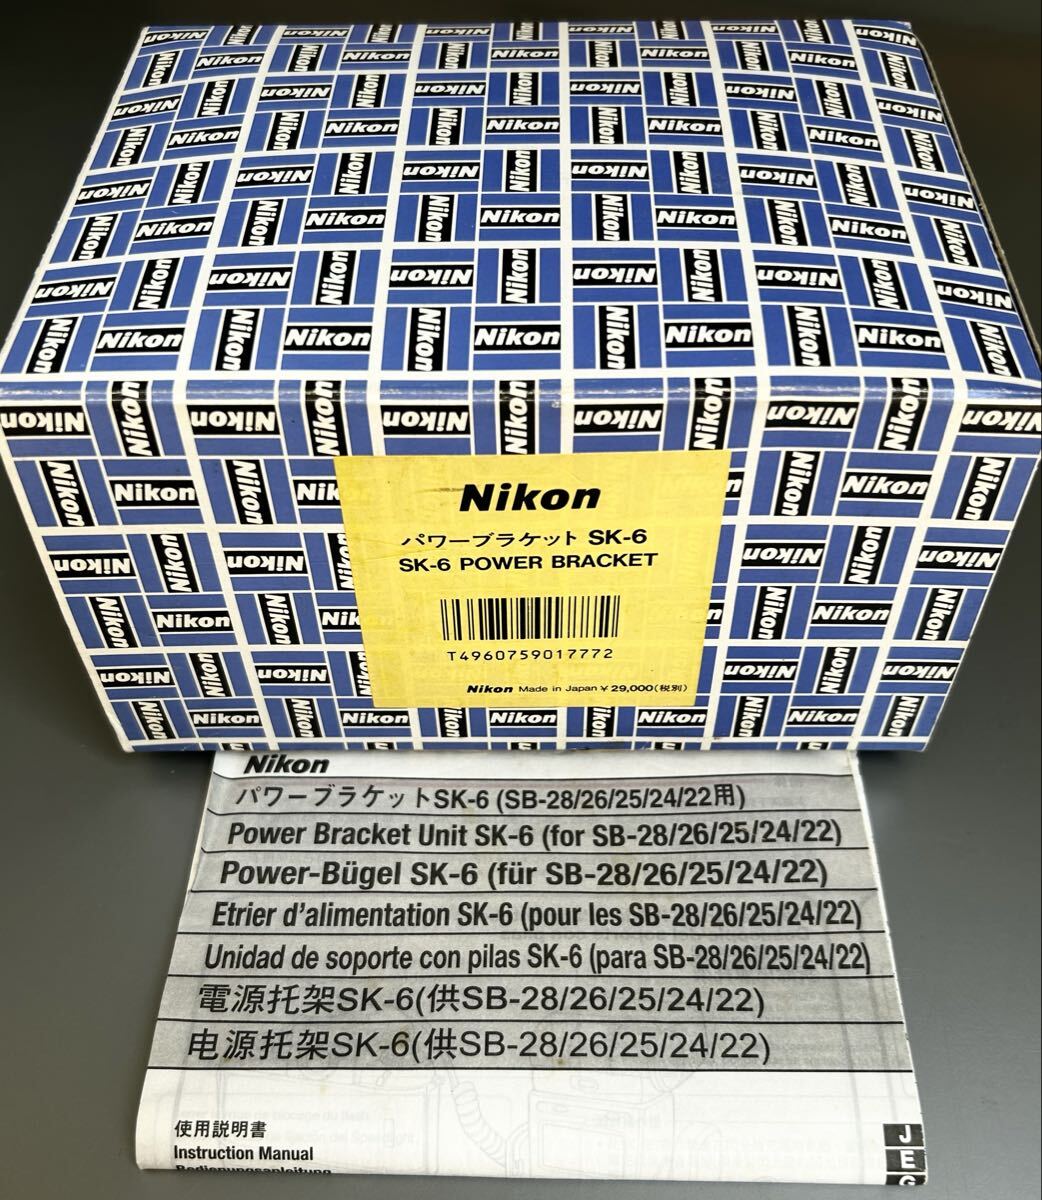 Nikon
パワーブラケット SK-6
SK-6 POWER BRACKET
T4960759017772
Nikon Made in Japan ¥29,000(税別)
Nikon
パワーブラケットSK-6 (SB-28/26/25/24/22用)
Power Bracket Unit SK-6 (for SB-28/26/25/24/22)
Power-Bügel SK-6 (für SB-28/26/25/24/22)
Etrier d'alimentation SK-6 (pour les SB-28/26/25/24/22)
Unidad de soporte con pilas SK-6 (para SB-28/26/25/24/22)
電源托架SK-6(供SB-28/26/25/24/22)
电源托架SK-6(供SB-28/26/25/24/22)
使用説明書
Instruction Manual
Bedienungsanleitung
J
E
G